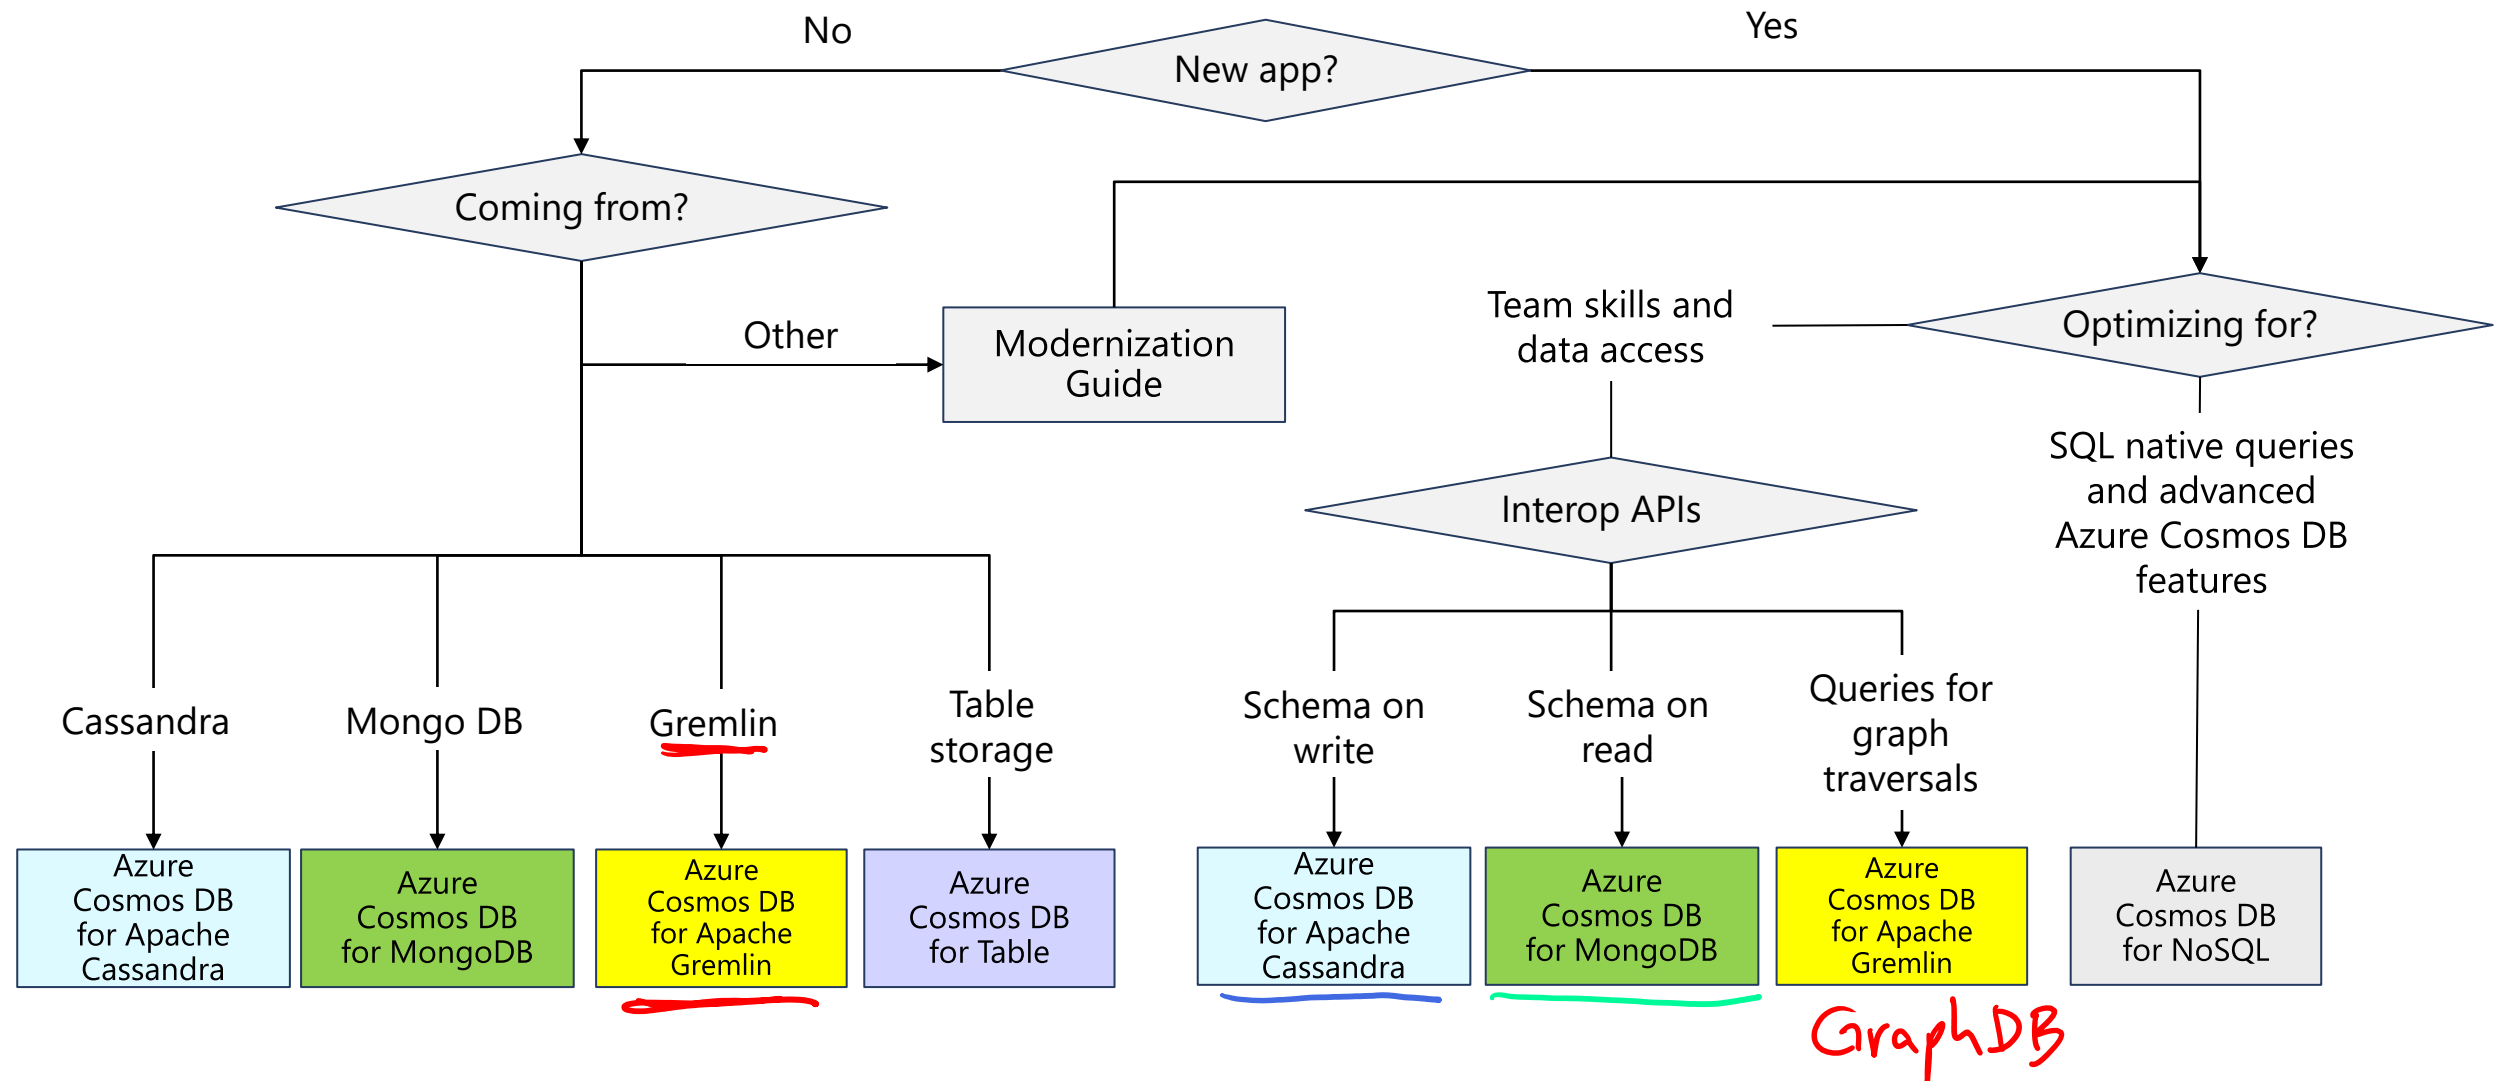 No
New app?
Yes
Coming from?
Other
Modernization
Guide
Team skills and
data access
Optimizing for?
SQL native queries
and advanced
Azure Cosmos DB
features
Interop APIs
Cassandra
Mongo DB
Gremlin
Table
storage
Schema on
write
Schema on
read
Queries for
graph
traversals
Azure
Cosmos DB
for Apache
Cassandra
Azure
Cosmos DB
for MongoDB
Azure
Cosmos DB
for Apache
Gremlin
Azure
Cosmos DB
for Table
Azure
Cosmos DB
for Apache
Cassandra
Azure
Cosmos DB
for MongoDB
Azure
Cosmos DB
for Apache
Gremlin
Azure
Cosmos DB
for NoSQL
GraphDB